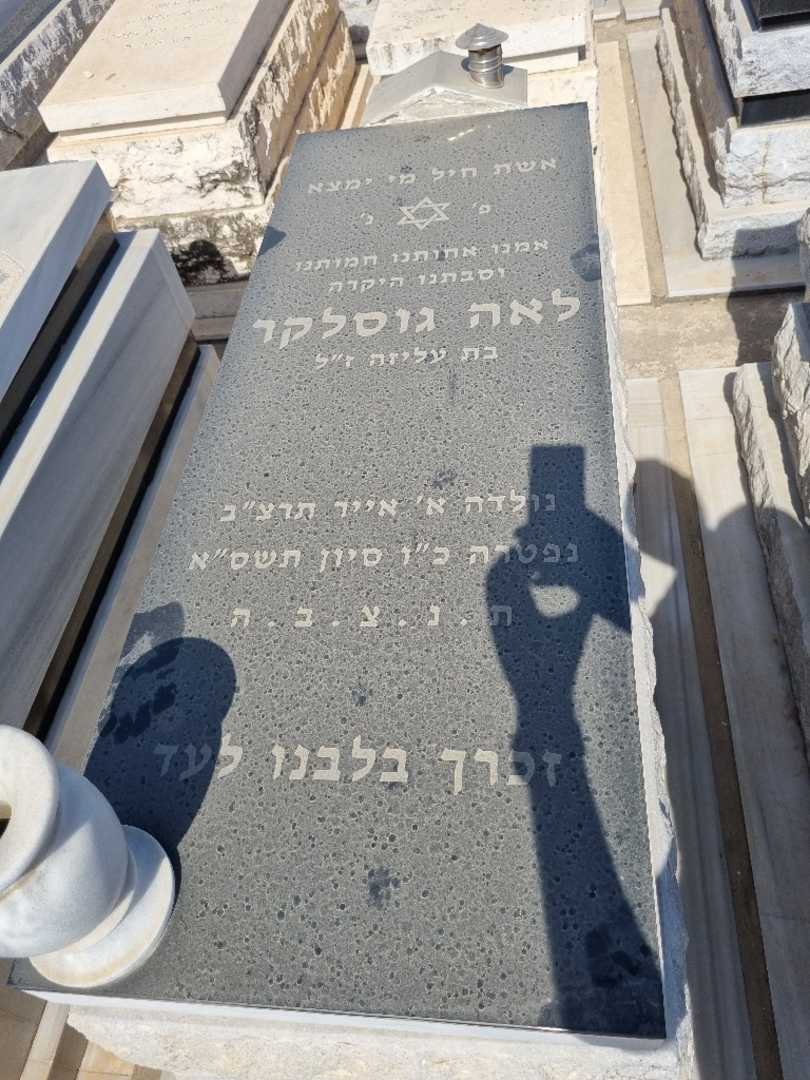 אשת חיל מי ימצא
פ' נ'
אמנו אחותנו חמותנו
וסבתנו היקרה
לאה גוסלקר
בת עליזה ז"ל
נולדה א' אייר תרצ"ב
נפטרה כ"ו סיון תשס"א
ת . נ . צ . ב . ה
זכרך בלבנו לעד